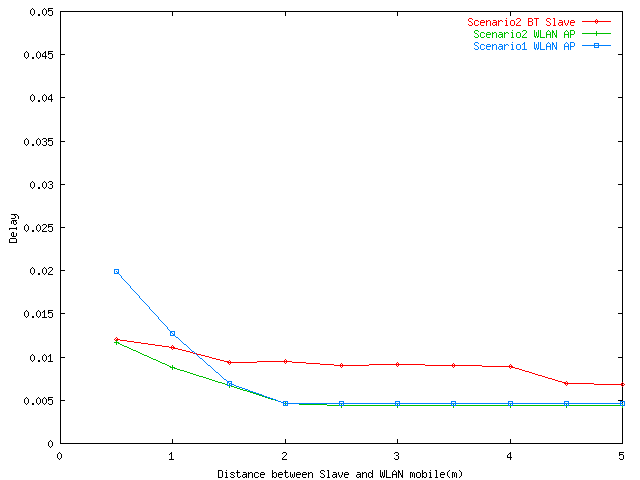 0.05
0.045
0.04
0.035
0.03
0.025
0.02
0.015
0.01
0.005
0
Delay
Scenario2 BT Slave
Scenario2 WLAN AP
Scenario1 WLAN AP
0 1 2 3 4 5
Distance between Slave and WLAN mobile(m)